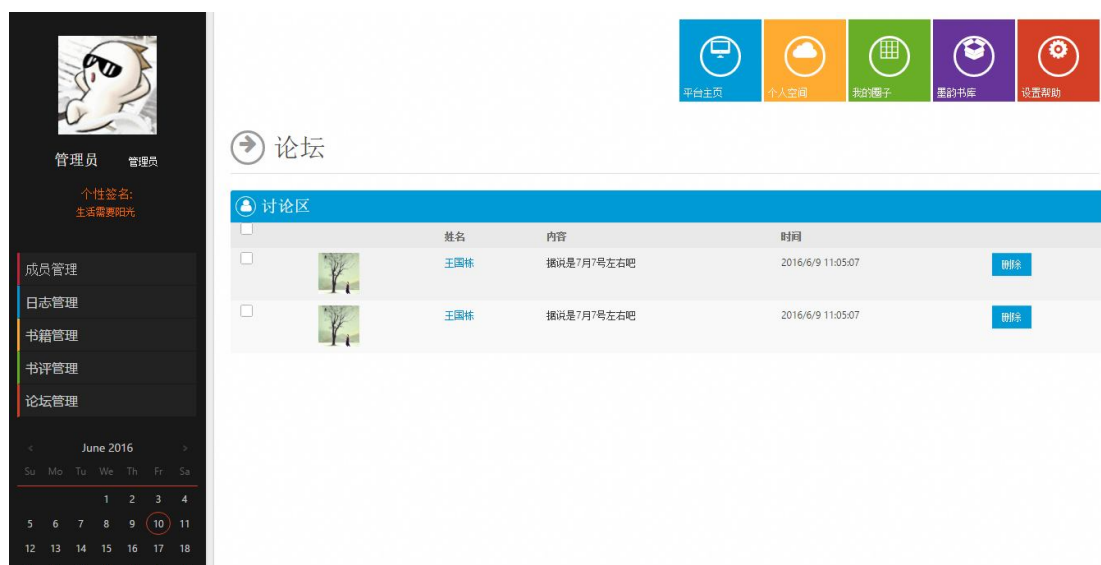 平台主页 个人空间 我的圈子 墨韵书库 设置帮助
管理员 管理员
个性签名:
生活需要阳光
成员管理
日志管理
书籍管理
书评管理
论坛管理
< June 2016 >
Su Mo Tu We Th Fr Sa
1 2 3 4
5 6 7 8 9 10 11
12 13 14 15 16 17 18
论坛
讨论区
姓名 内容 时间
王国栋 据说是7月7号左右吧 2016/6/9 11:05:07 删除
王国栋 据说是7月7号左右吧 2016/6/9 11:05:07 删除